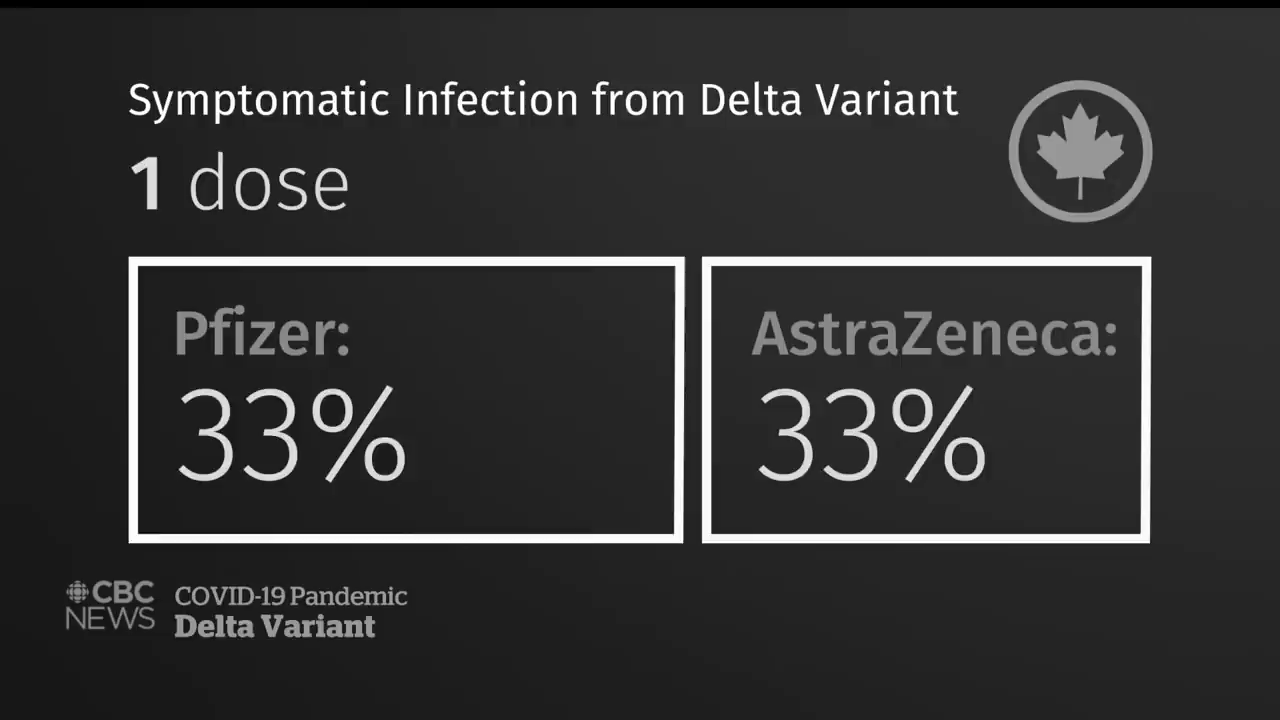 Symptomatic Infection from Delta Variant
1 dose
Pfizer:
33%
AstraZeneca:
33%
CBC
NEWS
COVID-19 Pandemic
Delta Variant